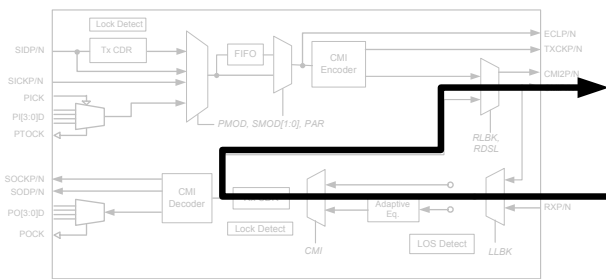 Lock Detect
SIDP/N
Tx CDR
FIFO
CMI
Encoder
ECLP/N
TXCKP/N
CMI2P/N
SICKP/N
PICK
PI[3:0]D
PTOCK
PMOD, SMOD[1:0], PAR
RLBK,
RDSL
SOCKP/N
SODP/N
PO[3:0]D
POCK
CMI
Decoder
Lock Detect
CMI
Adaptive
Eq.
LOS Detect
LLBK
RXP/N